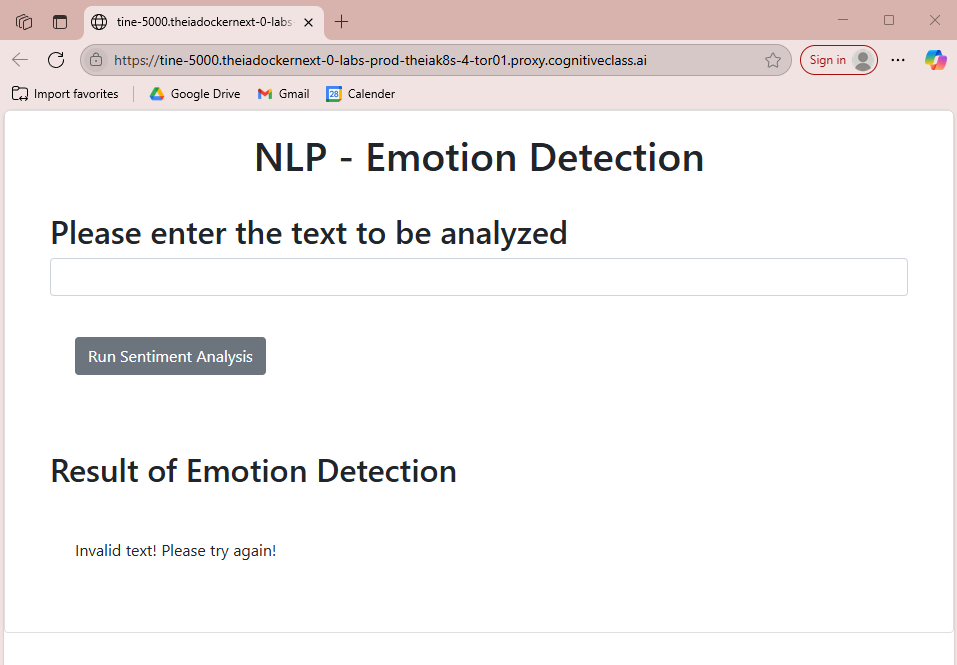 tine-5000.theiadockernext-0-labs-
https://tine-5000.theiadockernext-0-labs-prod-theiak8s-4-tor01.proxy.cognitiveclass.ai
Sign in
Import favorites
Google Drive
Gmail
28
Calender
NLP - Emotion Detection
Please enter the text to be analyzed
Run Sentiment Analysis
Result of Emotion Detection
Invalid text! Please try again!